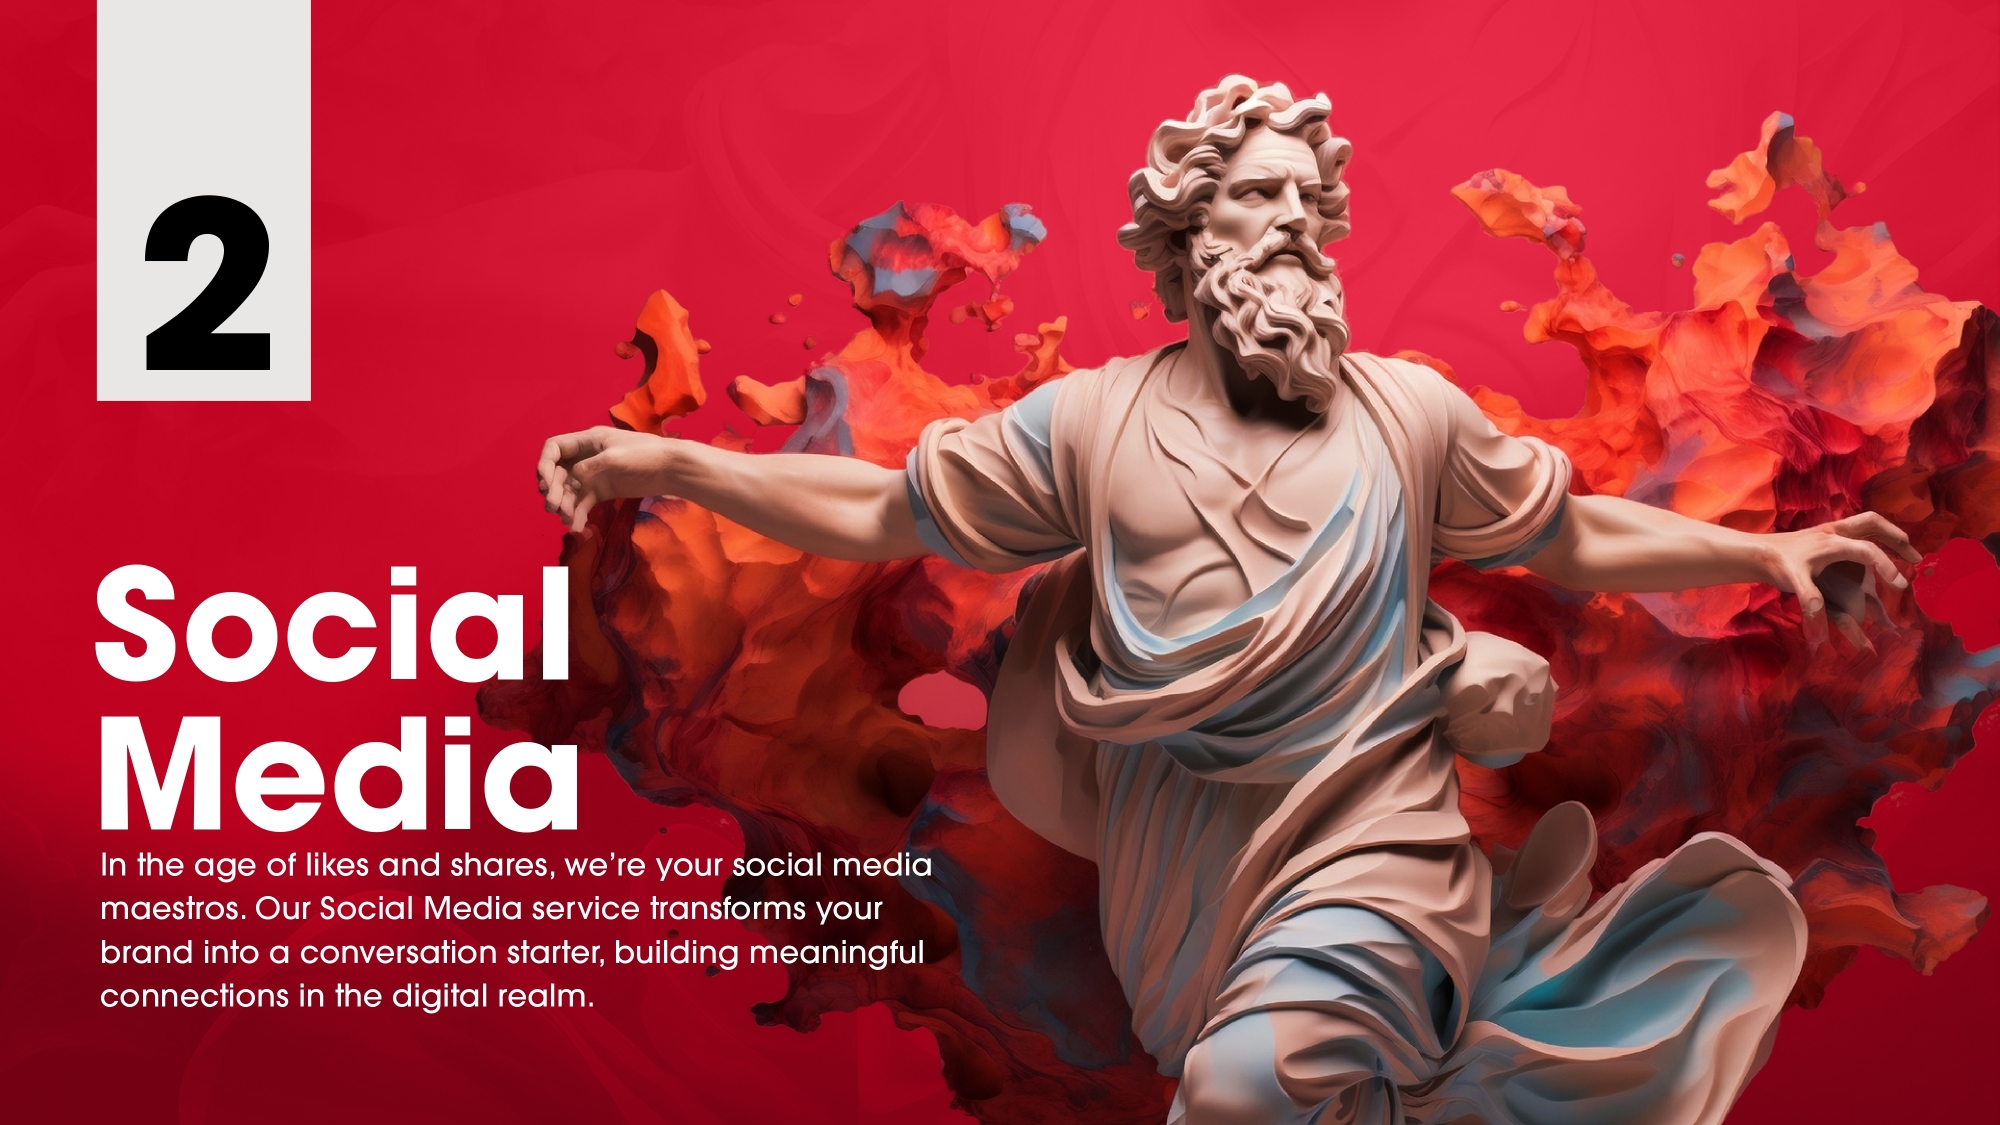 2
Social
Media
In the age of likes and shares, we’re your social media
maestros. Our Social Media service transforms your
brand into a conversation starter, building meaningful
connections in the digital realm.